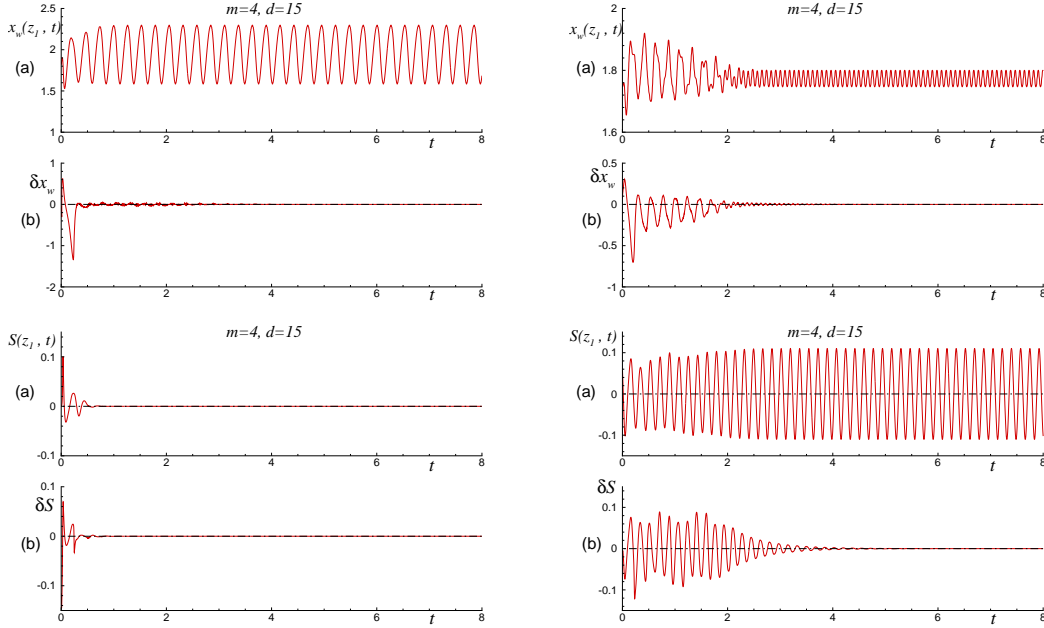 m=4, d=15
x_w(z_1, t)
2.5
2
(a)
1.5
1
0 2 4 6 8
t
1
δx_w
0
(b)
-1
-2
0 2 4 6 8
t
m=4, d=15
x_w(z_1, t)
2
(a)
1.8
1.6
0 2 4 6 8
t
0.5
δx_w
0
(b)
-0.5
-1
0 2 4 6 8
t
m=4, d=15
S(z_1, t)
0.1
(a)
0
-0.1
0 2 4 6 8
t
0.1
δS
0
(b)
-0.1
0 2 4 6 8
t
m=4, d=15
S(z_1, t)
0.1
(a)
0
-0.1
0 2 4 6 8
t
δS
0.1
(b)
0
-0.1
0 2 4 6 8
t